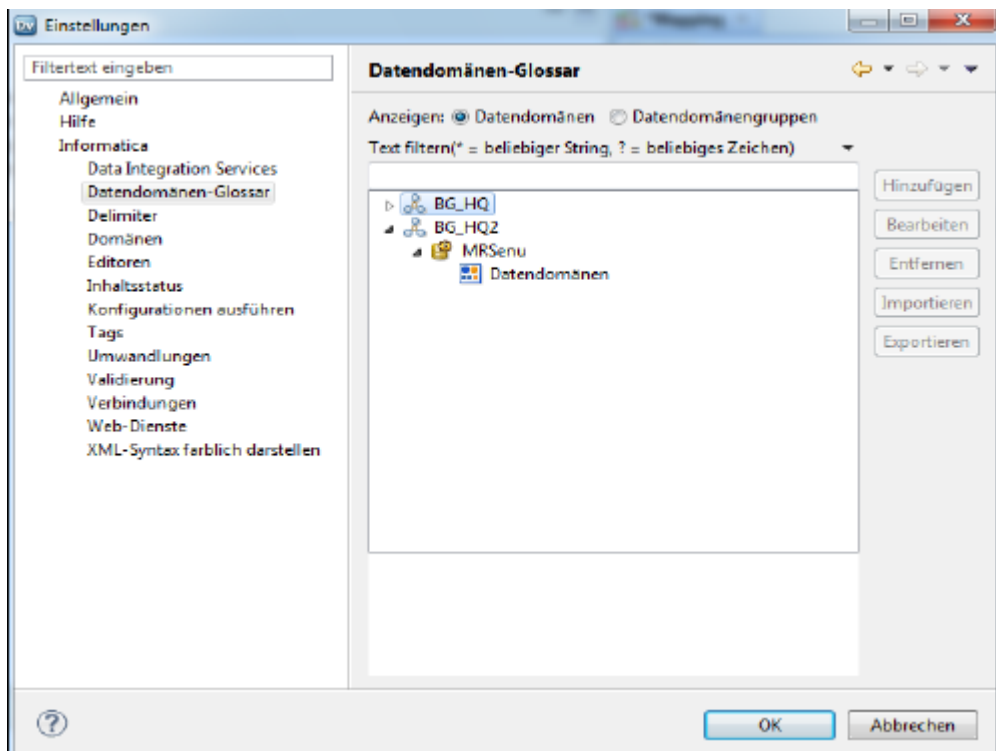 Dv Einstellungen
Filtertext eingeben
Allgemein
Hilfe
Informatica
Data Integration Services
Datendomänen-Glossar
Delimiter
Domänen
Editoren
Inhaltsstatus
Konfigurationen ausführen
Tags
Umwandlungen
Validierung
Verbindungen
Web-Dienste
XML-Syntax farblich darstellen
Datendomänen-Glossar
Anzeigen: Datendomänen Datendomänengruppen
Text filtern(* = beliebiger String, ? = beliebiges Zeichen)
BG_HQ
BG_HQ2
MRSenu
Datendomänen
Hinzufügen
Bearbeiten
Entfernen
Importieren
Exportieren
?
OK Abbrechen